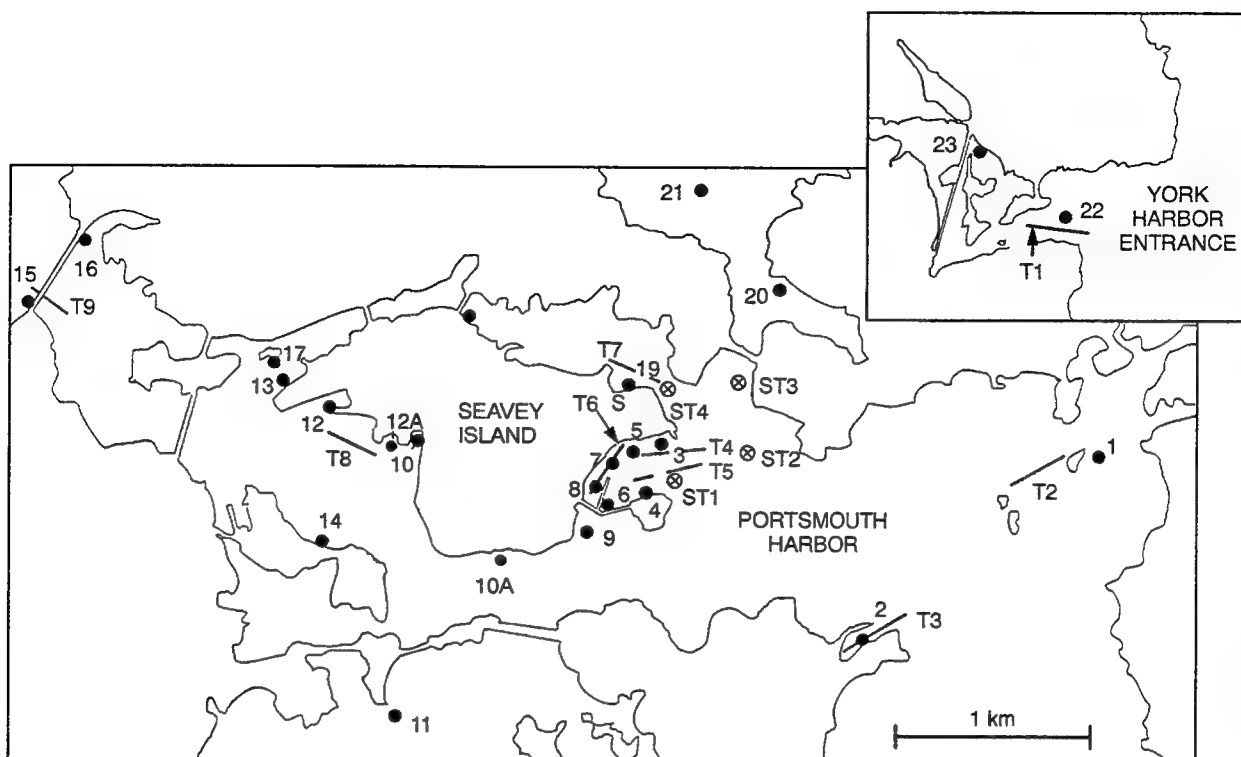 23
22
YORK
HARBOR
ENTRANCE
T1
21
16
15
T9
20
17
13
T7
19
S
ST4
ST3
12
T8
12A
10
SEAVEY
ISLAND
T6
5
3
T4
ST2
7
T5
8
6
4
ST1
1
T2
14
9
10A
PORTSMOUTH
HARBOR
2
T3
11
1 km